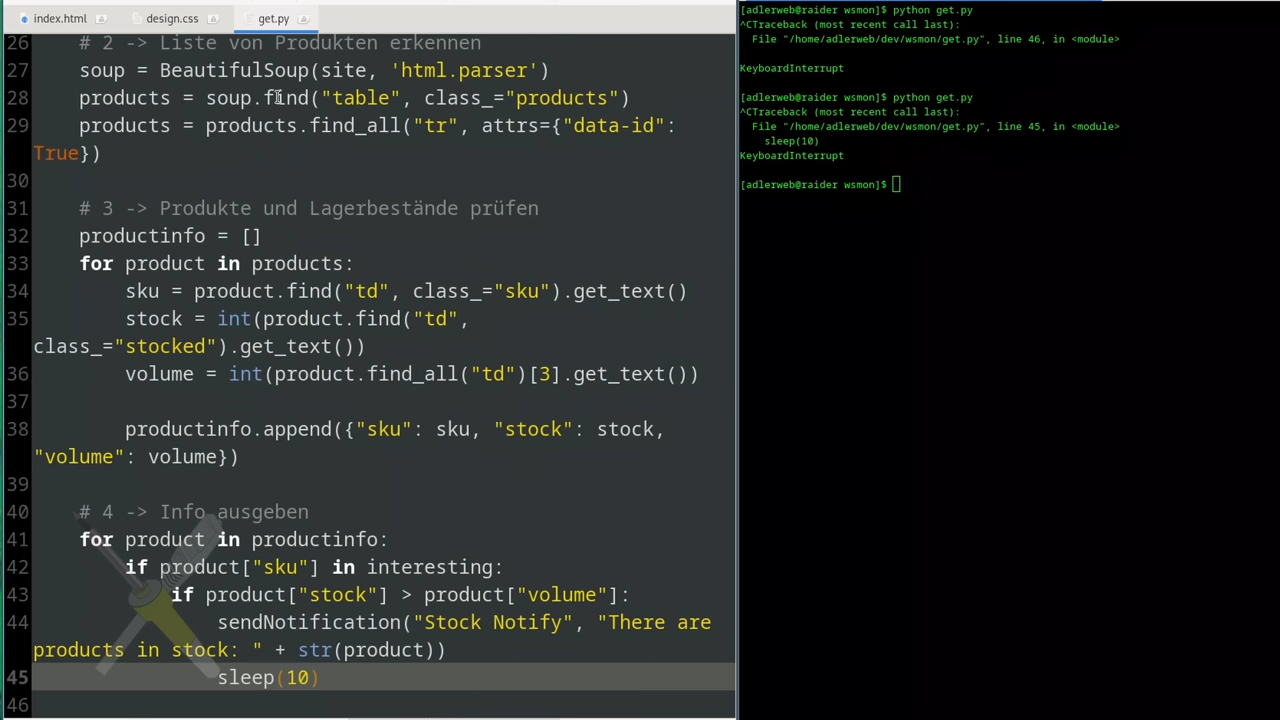 index.html
design.css
get.py
26 # 2 -> Liste von Produkten erkennen
27 soup = BeautifulSoup(site, 'html.parser')
28 products = soup.find("table", class_="products")
29 products = products.find_all("tr", attrs={"data-id":
True})
30
31 # 3 -> Produkte und Lagerbestände prüfen
32 productinfo = []
33 for product in products:
34 sku = product.find("td", class_="sku").get_text()
35 stock = int(product.find("td",
class_="stocked").get_text())
36 volume = int(product.find_all("td")[3].get_text())
37
38 productinfo.append({"sku": sku, "stock": stock,
"volume": volume})
39
40 # 4 -> Info ausgeben
41 for product in productinfo:
42 if product["sku"] in interesting:
43 if product["stock"] > product["volume"]:
44 sendNotification("Stock Notify", "There are
products in stock: " + str(product))
45 sleep(10)
46
[adlerweb@raider wsmon]$ python get.py
^CTraceback (most recent call last):
File "/home/adlerweb/dev/wsmon/get.py", line 46, in <module>
KeyboardInterrupt
[adlerweb@raider wsmon]$ python get.py
^CTraceback (most recent call last):
File "/home/adlerweb/dev/wsmon/get.py", line 45, in <module>
sleep(10)
KeyboardInterrupt
[adlerweb@raider wsmon]$